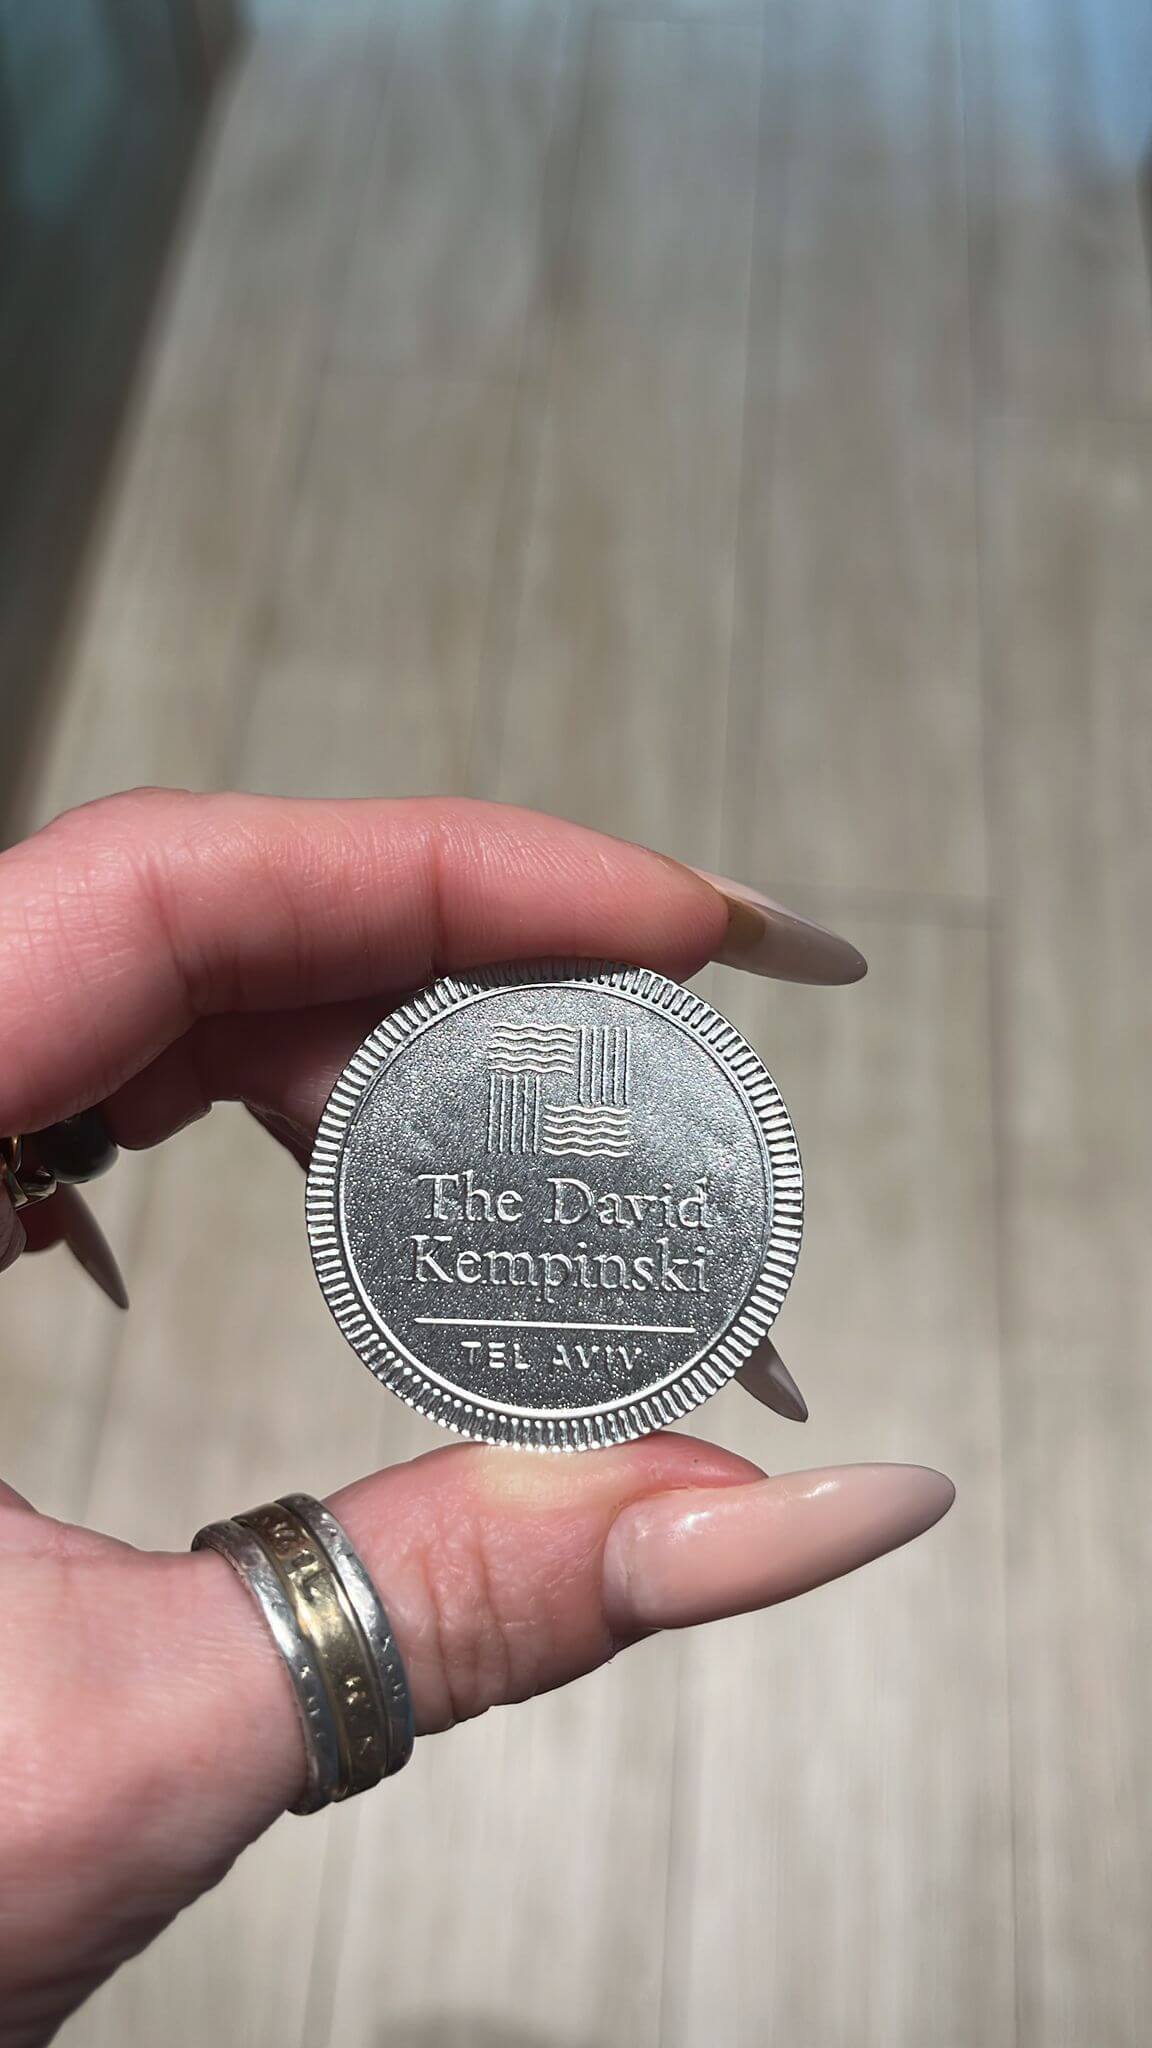 The David
Kempinski
TEL AVIV